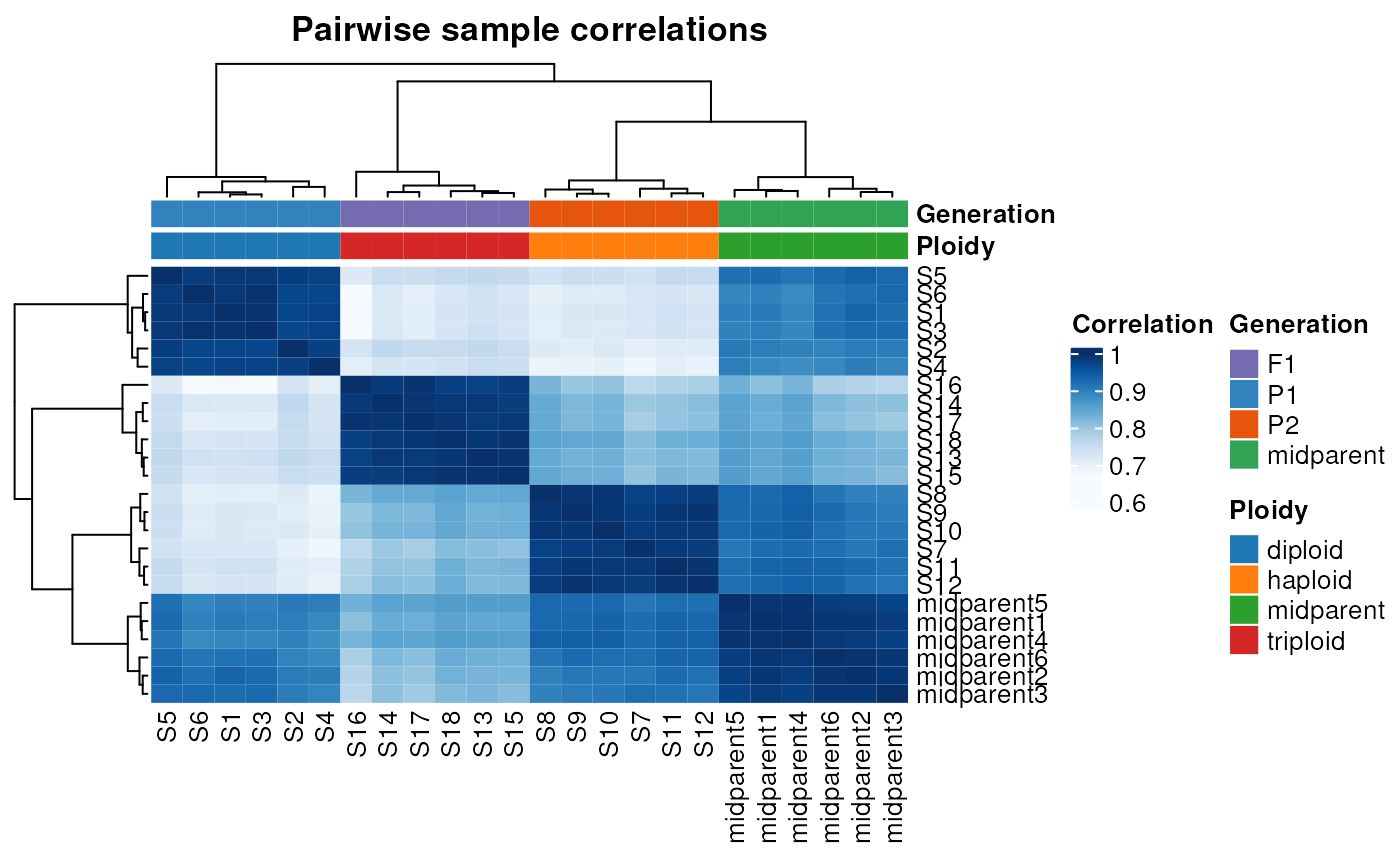 Pairwise sample correlations
Generation
Ploidy
S5
S6
S1
S3
S2
S4
S16
S14
S17
S18
S13
S15
S8
S9
S10
S7
S11
S12
midparent5
midparent1
midparent4
midparent6
midparent2
midparent3
S5
S6
S1
S3
S2
S4
S16
S14
S17
S18
S13
S15
S8
S9
S10
S7
S11
S12
midparent5
midparent1
midparent4
midparent6
midparent2
midparent3
Correlation
1
0.9
0.8
0.7
0.6
Generation
F1
P1
P2
midparent
Ploidy
diploid
haploid
midparent
triploid